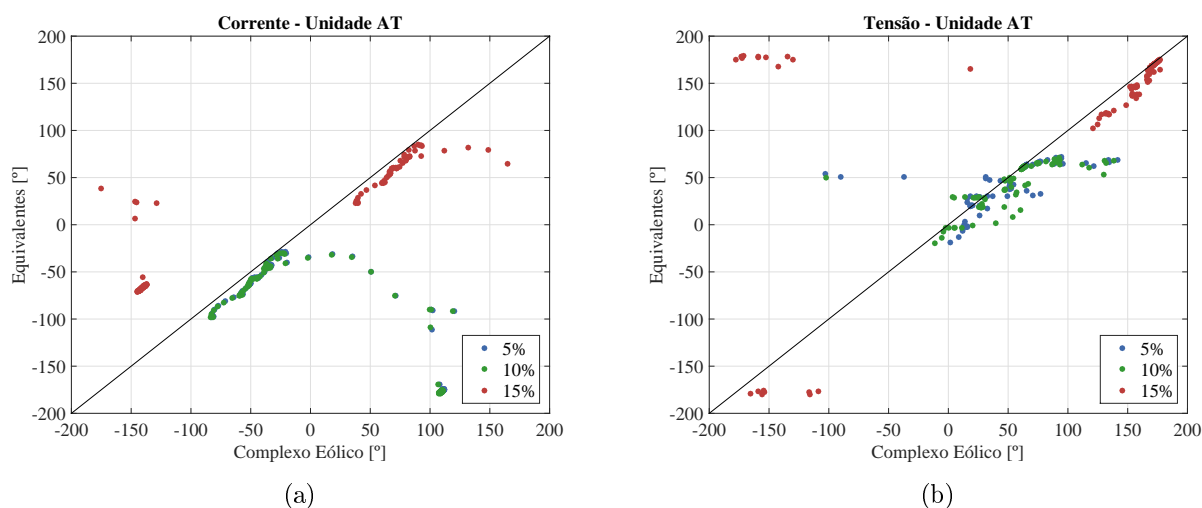 Corrente - Unidade AT
200
150
100
50
0
-50
-100
-150
-200
Equivalentes [º]
-200 -150 -100 -50 0 50 100 150 200
Complexo Eólico [º]
5%
10%
15%
(a)
Tensão - Unidade AT
200
150
100
50
0
-50
-100
-150
-200
Equivalentes [º]
-200 -150 -100 -50 0 50 100 150 200
Complexo Eólico [º]
5%
10%
15%
(b)